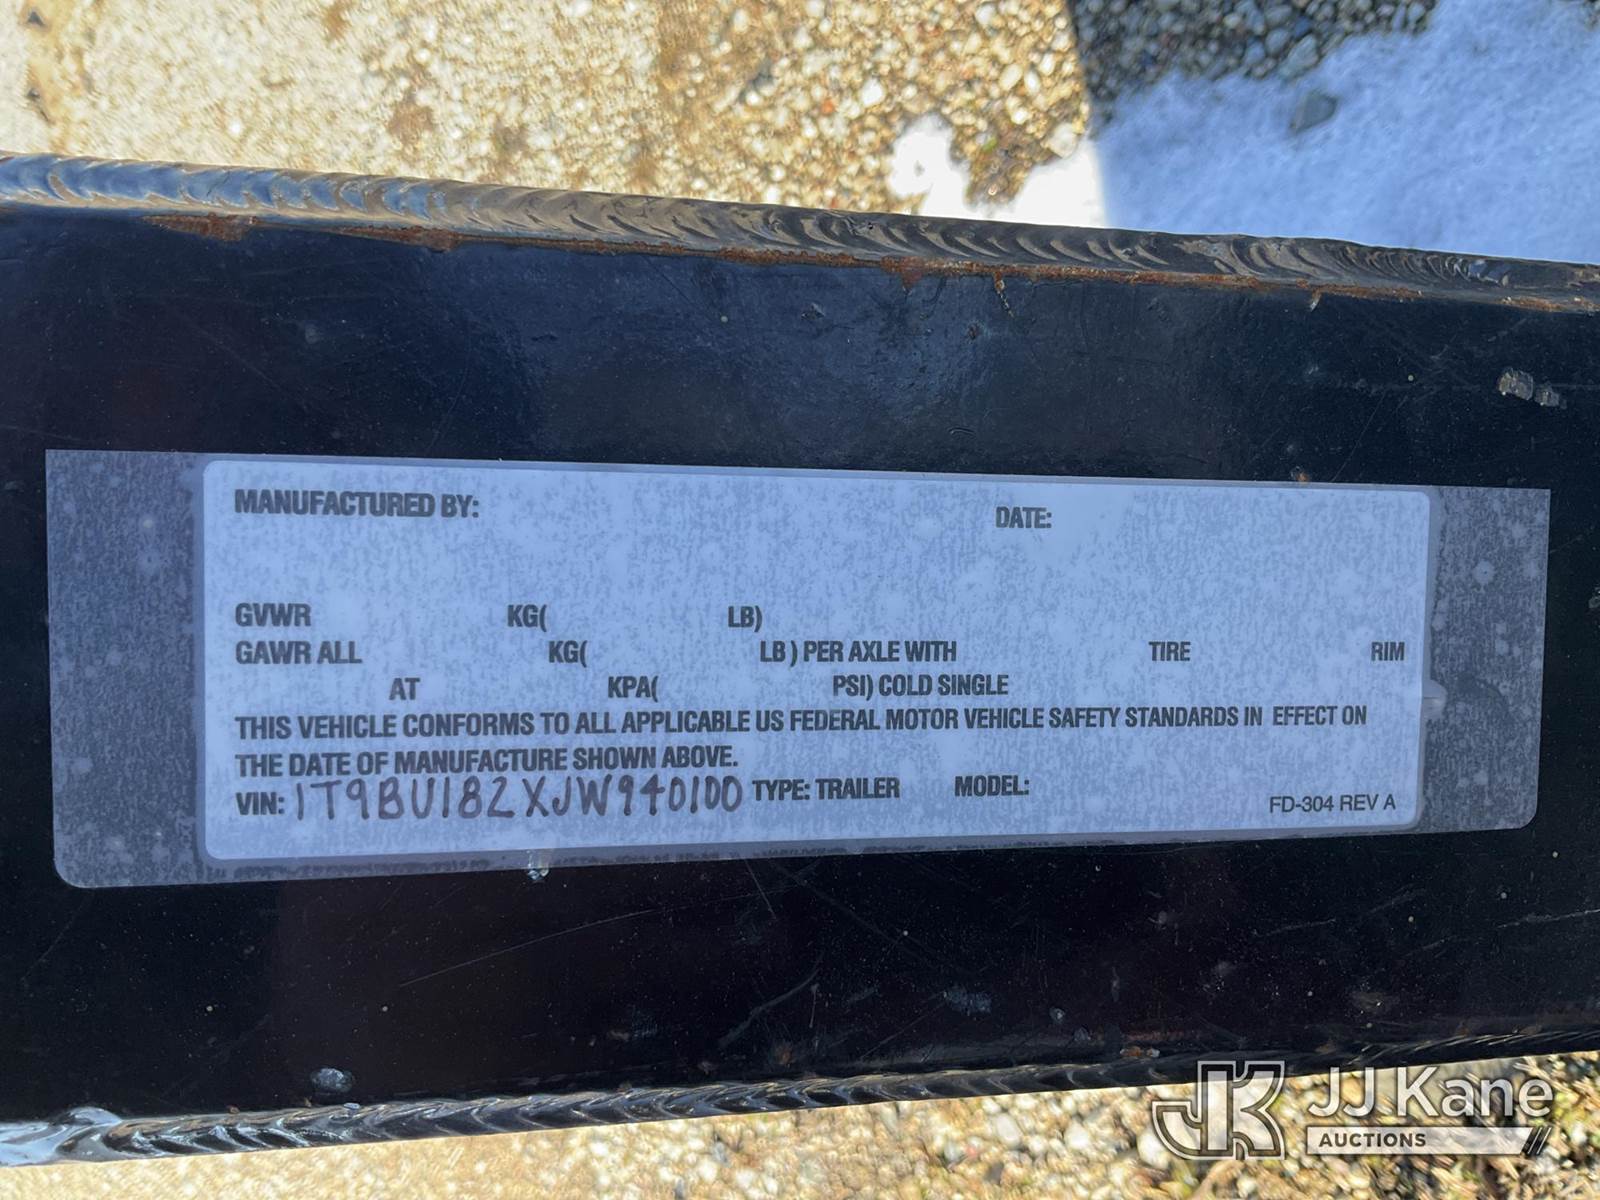 MANUFACTURED BY: DATE:
GVWR KG( LB)
GAWR ALL KG( LB ) PER AXLE WITH TIRE RIM
AT KPA( PSI) COLD SINGLE
THIS VEHICLE CONFORMS TO ALL APPLICABLE US FEDERAL MOTOR VEHICLE SAFETY STANDARDS IN EFFECT ON
THE DATE OF MANUFACTURE SHOWN ABOVE.
VIN: 1T9BU182XJW940100 TYPE: TRAILER MODEL:
FD-304 REV A
JK JJ Kane
AUCTIONS